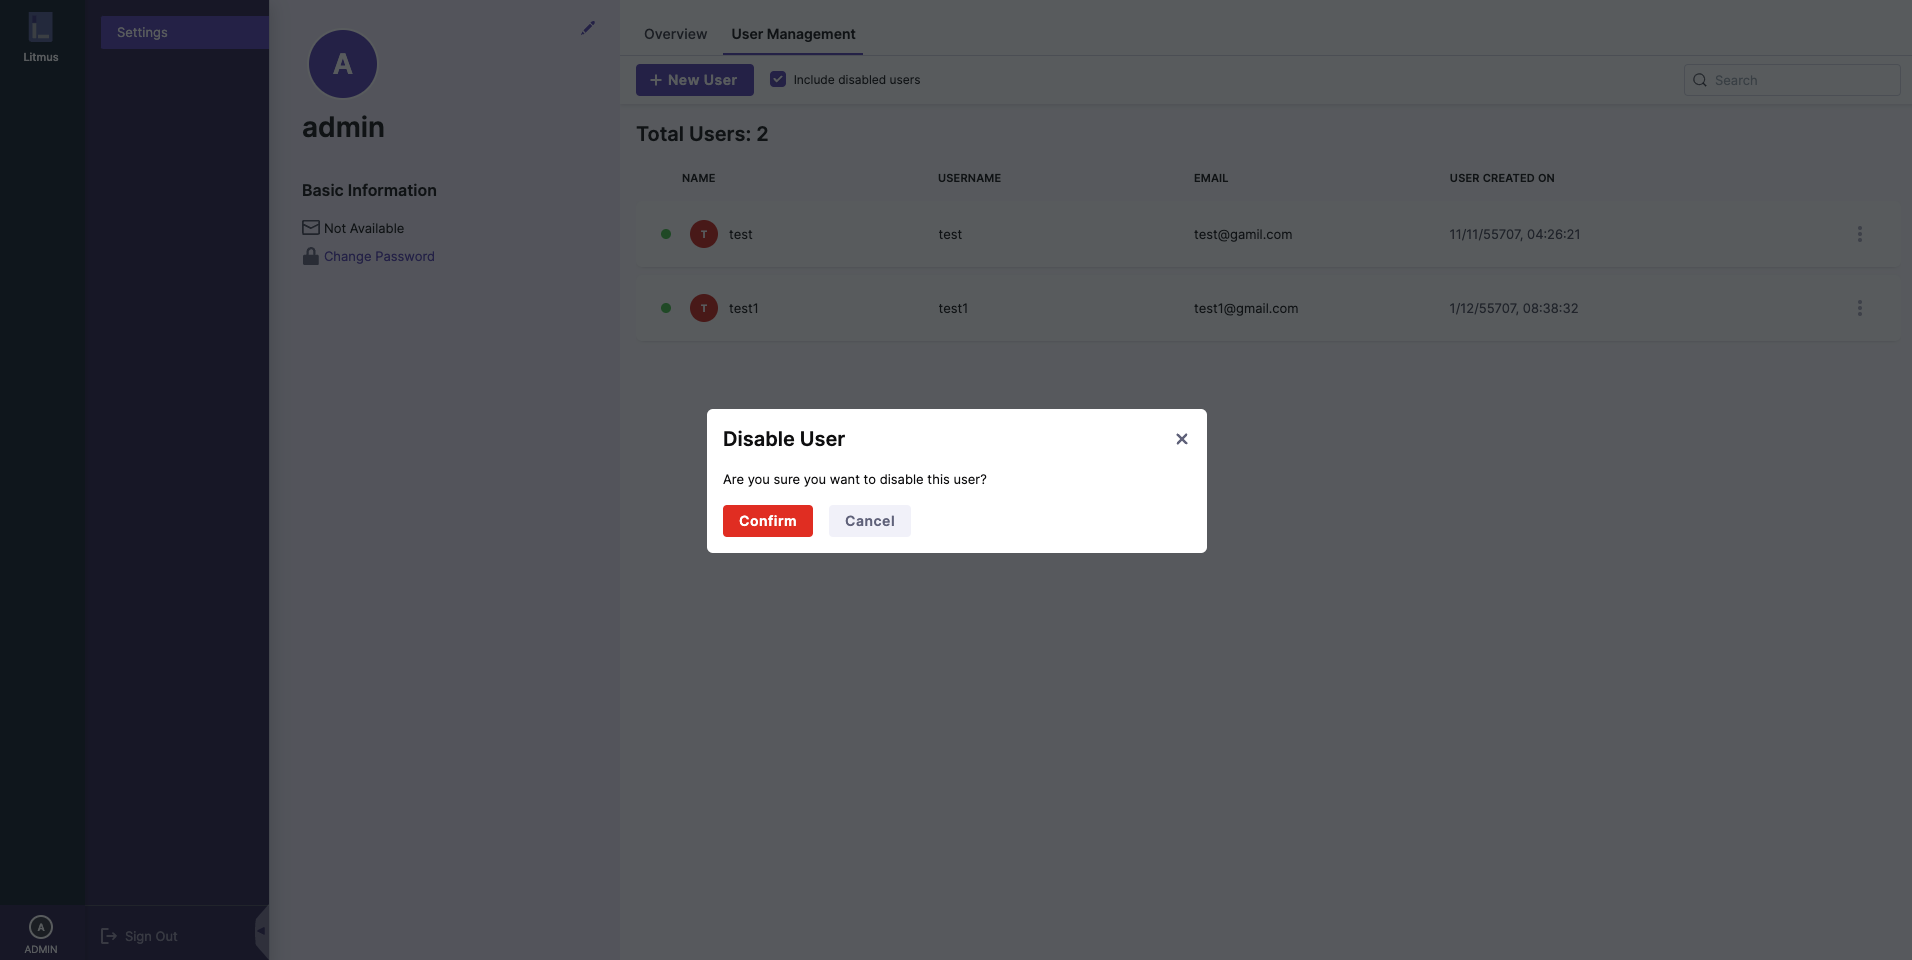 Litmus
Settings
A
admin
Basic Information
Not Available
Change Password
Overview
User Management
+ New User
Include disabled users
Search
Total Users: 2
NAME
USERNAME
EMAIL
USER CREATED ON
T
test
test
test@gamil.com
11/11/55707, 04:26:21
T
test1
test1
test1@gmail.com
1/12/55707, 08:38:32
Disable User
Are you sure you want to disable this user?
Confirm
Cancel
A
ADMIN
Sign Out